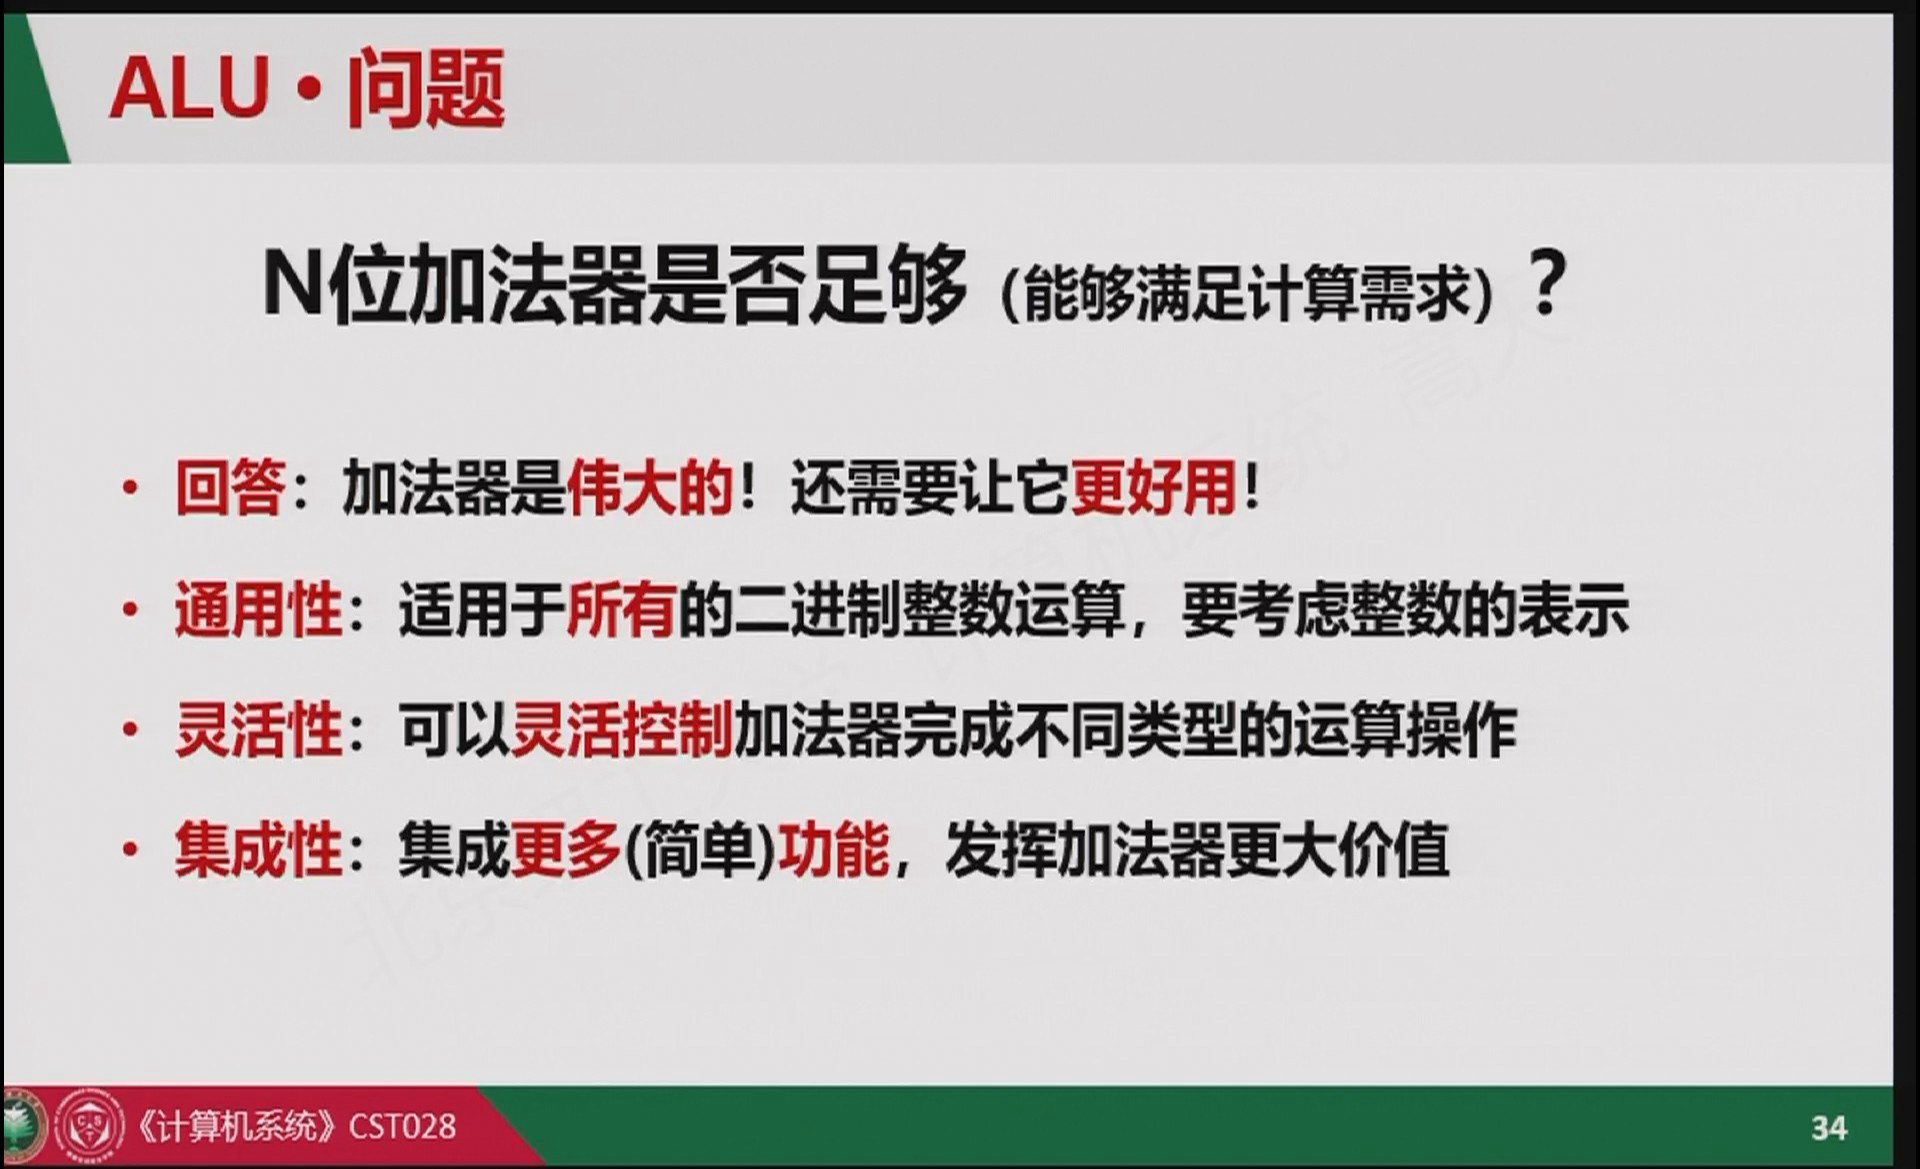 ALU • 问题
N位加法器是否足够（能够满足计算需求）？
• 回答：加法器是伟大的！还需要让它更好用！
• 通用性：适用于所有的二进制整数运算，要考虑整数的表示
• 灵活性：可以灵活控制加法器完成不同类型的运算操作
• 集成性：集成更多(简单)功能，发挥加法器更大价值
《计算机系统》CST028
34